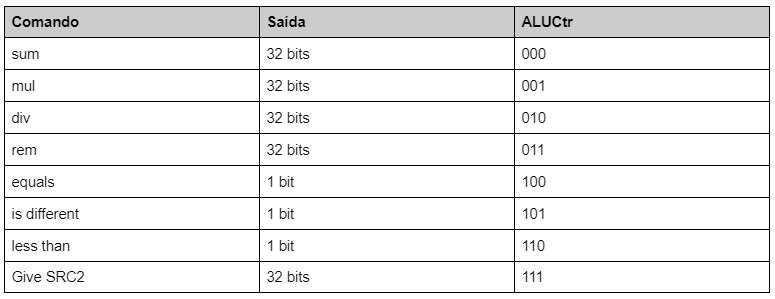 Comando Saída ALUCtr
sum 32 bits 000
mul 32 bits 001
div 32 bits 010
rem 32 bits 011
equals 1 bit 100
is different 1 bit 101
less than 1 bit 110
Give SRC2 32 bits 111